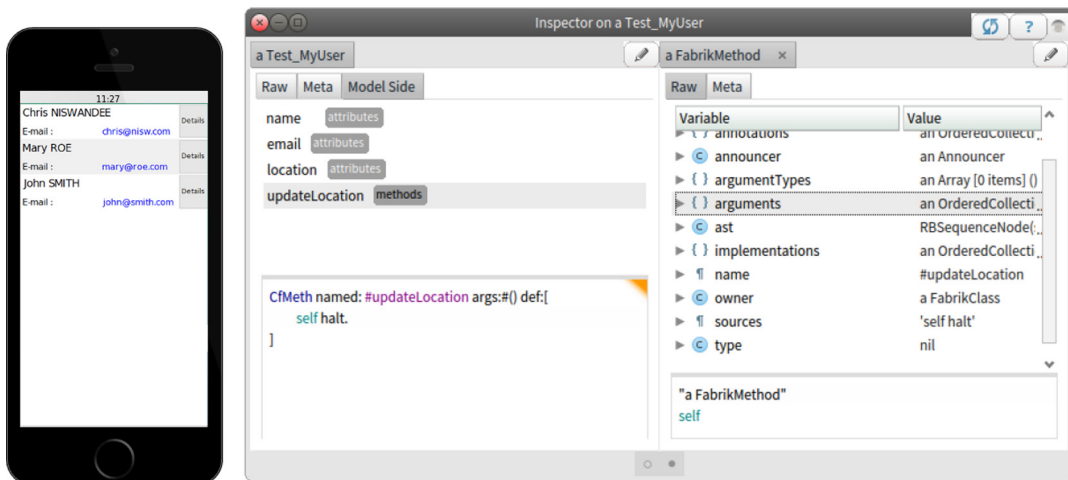 11:27
Chris NISWANDEE
E-mail : chris@nisw.com
Details
Mary ROE
E-mail : mary@roe.com
Details
John SMITH
E-mail : john@smith.com
Details
Inspector on a Test_MyUser
?
a Test_MyUser
Raw Meta Model Side
name attributes
email attributes
location attributes
updateLocation methods
CfMeth named: #updateLocation args:#() def:[
self halt.
]
a FabrikMethod ×
Raw Meta
Variable Value
{ } annotations an OrderedCollecti..
C announcer an Announcer
{ } argumentTypes an Array [0 items] ()
{ } arguments an OrderedCollecti..
C ast RBSequenceNode(:..
{ } implementations an OrderedCollecti..
¶ name #updateLocation
C owner a FabrikClass
¶ sources 'self halt'
C type nil
"a FabrikMethod"
self